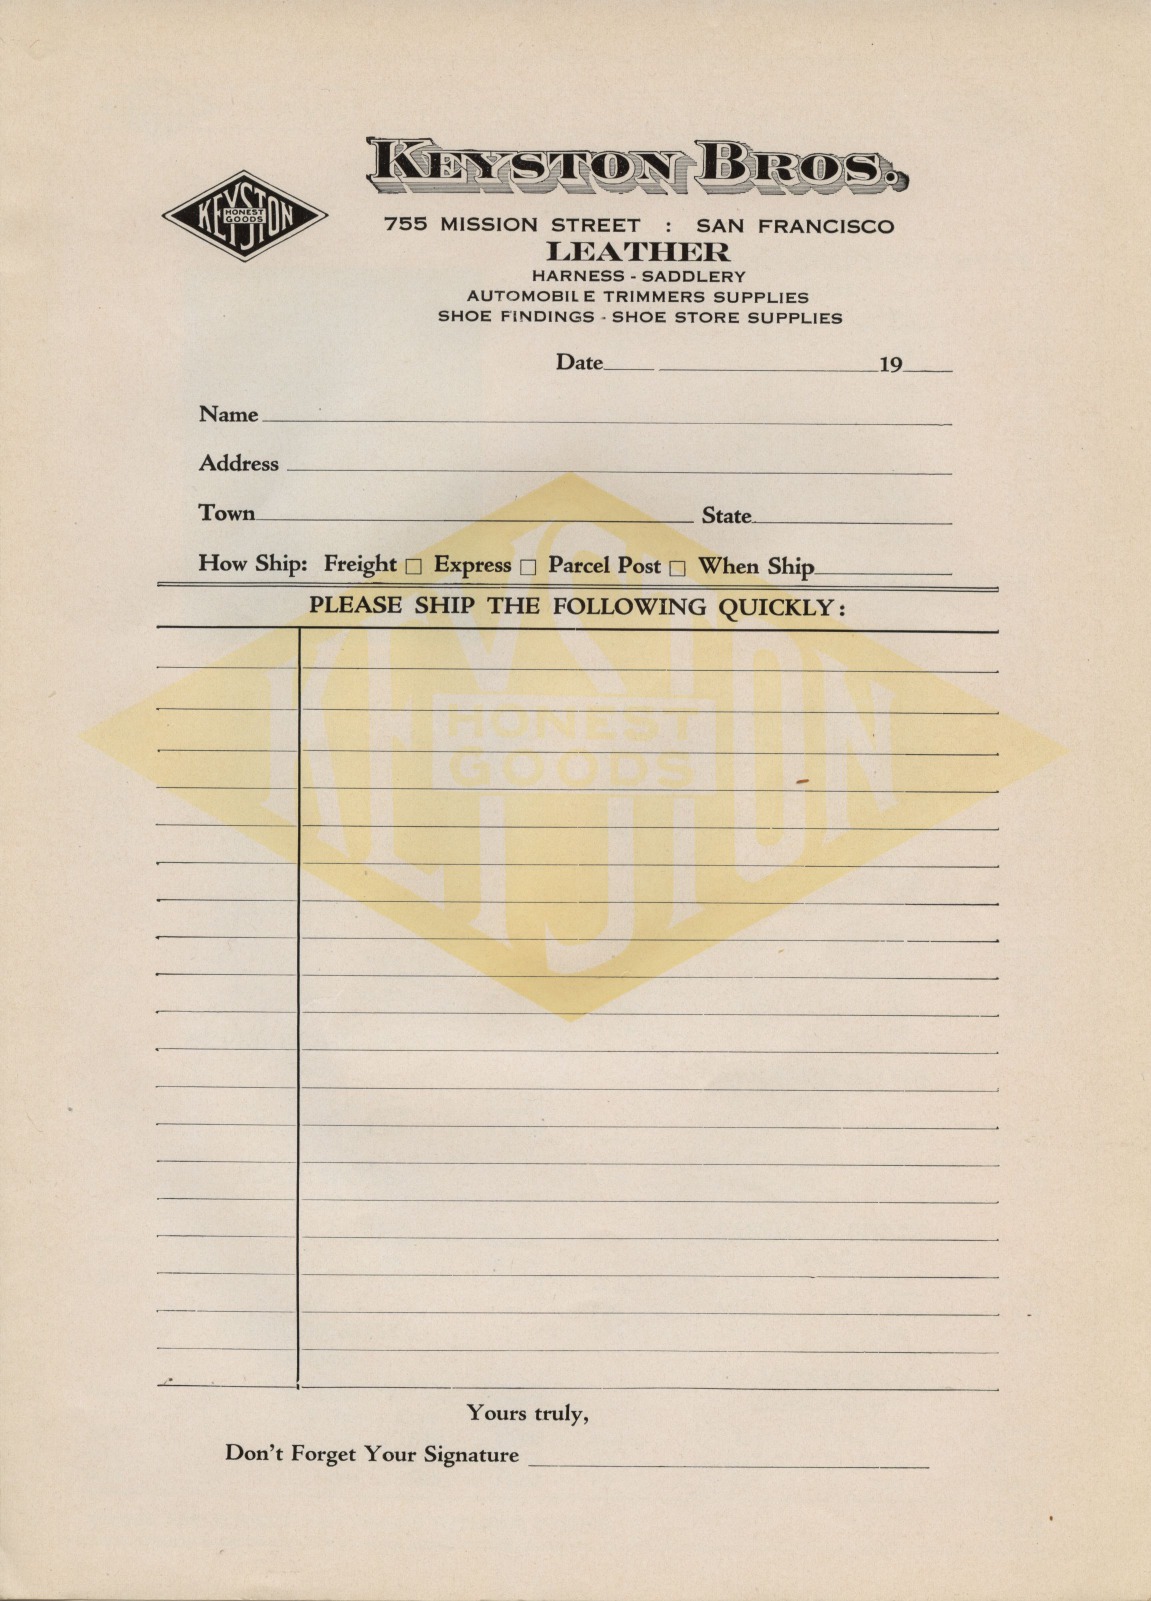 KEYSTON BROS.
KEYSTON
HONEST
GOODS
755 MISSION STREET : SAN FRANCISCO
LEATHER
HARNESS - SADDLERY
AUTOMOBILE TRIMMERS SUPPLIES
SHOE FINDINGS - SHOE STORE SUPPLIES
Date 19
Name
Address
Town State
How Ship: Freight □ Express □ Parcel Post □ When Ship
PLEASE SHIP THE FOLLOWING QUICKLY:
KEYSTON
HONEST
GOODS
Yours truly,
Don't Forget Your Signature